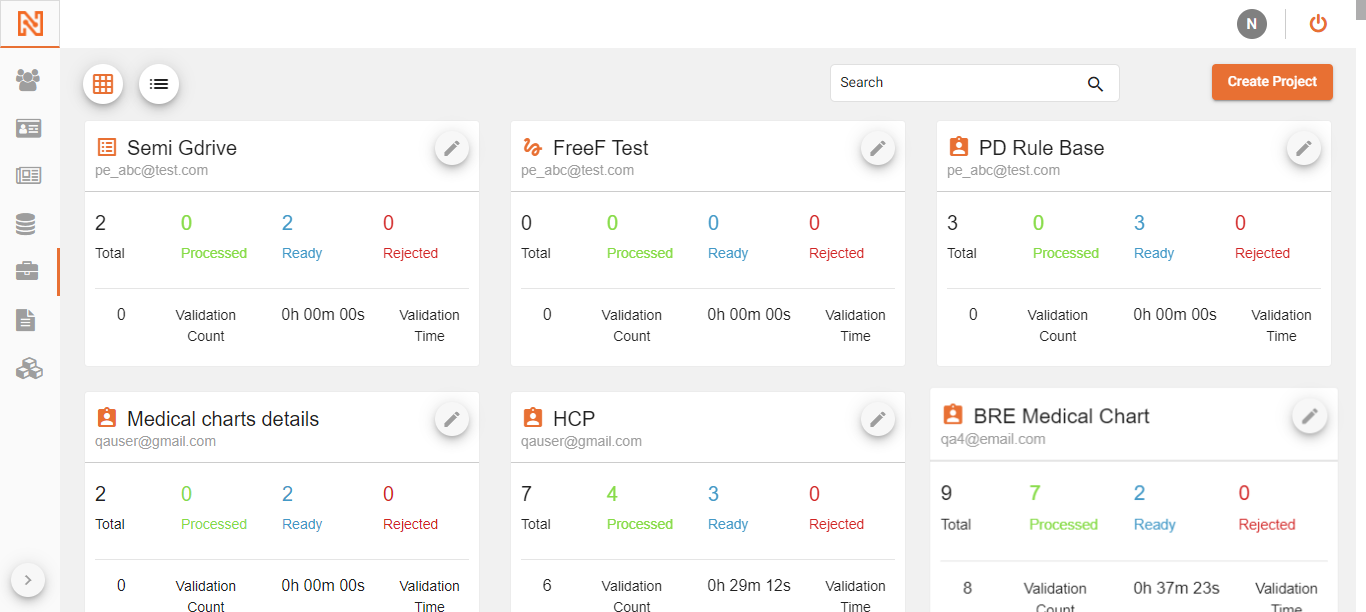 N
Search
Create Project
Semi Gdrive
pe_abc@test.com
2 0 2 0
Total Processed Ready Rejected
0 Validation Count 0h 00m 00s Validation Time
FreeF Test
pe_abc@test.com
0 0 0 0
Total Processed Ready Rejected
0 Validation Count 0h 00m 00s Validation Time
PD Rule Base
pe_abc@test.com
3 0 3 0
Total Processed Ready Rejected
0 Validation Count 0h 00m 00s Validation Time
Medical charts details
qauser@gmail.com
2 0 2 0
Total Processed Ready Rejected
0 Validation Count 0h 00m 00s Validation Time
HCP
qauser@gmail.com
7 4 3 0
Total Processed Ready Rejected
6 Validation Count 0h 29m 12s Validation Time
BRE Medical Chart
qa4@email.com
9 7 2 0
Total Processed Ready Rejected
8 Validation Count 0h 37m 23s Validation Time